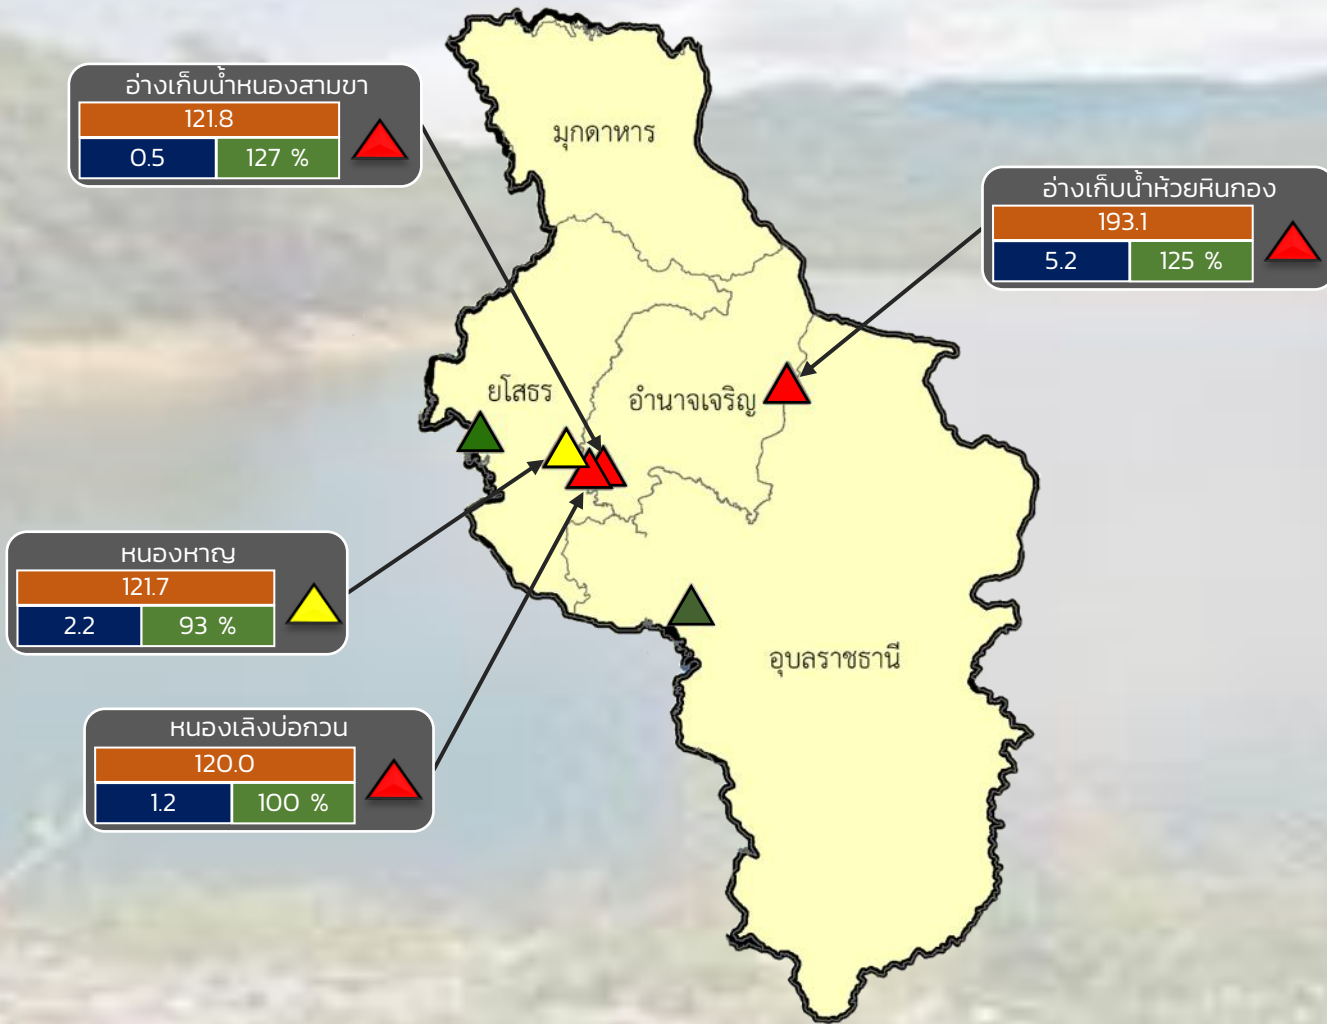 อ่างเก็บน้ำหนองสามขา
121.8
0.5 127 %
มุกดาหาร
อ่างเก็บน้ำห้วยหินกอง
193.1
5.2 125 %
ยโสธร
อำนาจเจริญ
หนองหาญ
121.7
2.2 93 %
อุบลราชธานี
หนองเลิงบ่อกวน
120.0
1.2 100 %